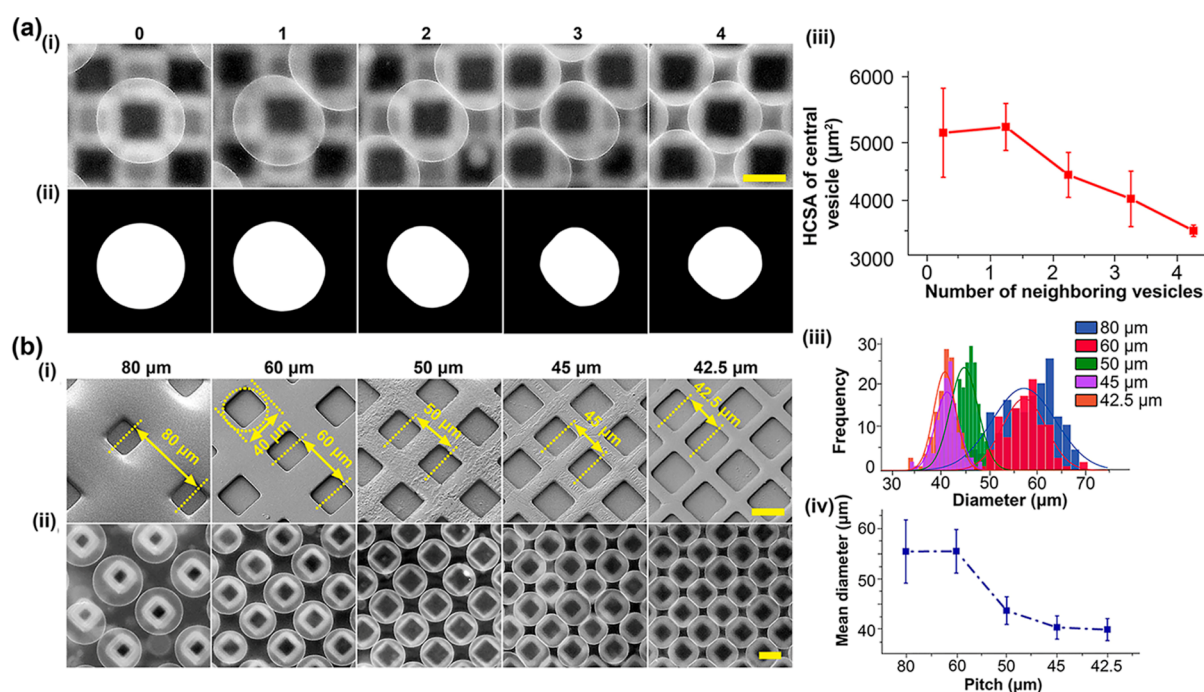 (a)
(i)
0 1 2 3 4
(ii)
(iii)
6000
5000
4000
3000
HCSA of central
vesicle (μm²)
0 1 2 3 4
Number of neighboring vesicles
(b)
(i)
80 μm 60 μm 50 μm 45 μm 42.5 μm
80 μm
40 μm
60 μm
50 μm
45 μm
42.5 μm
(ii)
(iii)
80 μm
60 μm
50 μm
45 μm
42.5 μm
30
20
10
0
Frequency
30 40 50 60 70
Diameter (μm)
(iv)
60
50
40
Mean diameter (μm)
80 60 50 45 42.5
Pitch (μm)